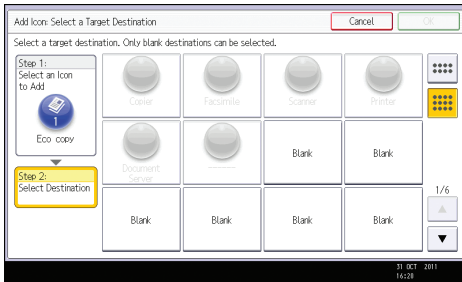 Add Icon: Select a Target Destination
Cancel
OK
Select a target destination. Only blank destinations can be selected.
Step 1:
Select an Icon
to Add
1
Eco copy
Step 2:
Select Destination
Copier
Facsimile
Scanner
Printer
Document
Server
Blank
Blank
Blank
Blank
Blank
Blank
1/6
31 OCT 2011
16:20